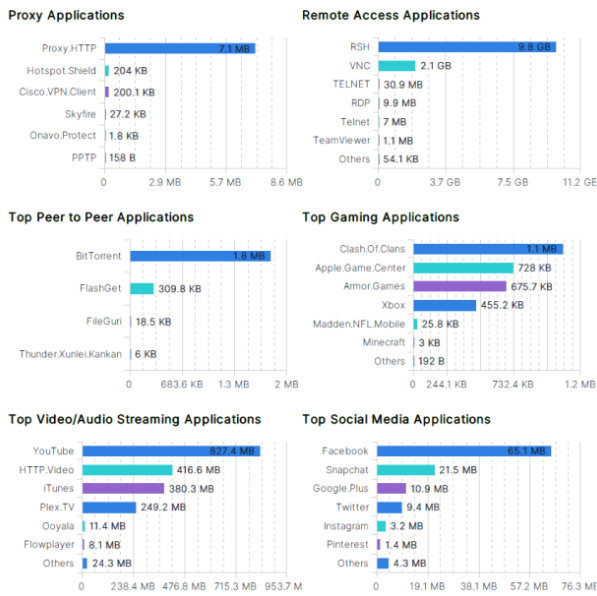 Proxy Applications
Proxy.HTTP 7.1 MB
Hotspot.Shield 204 KB
Cisco.VPN.Client 200.1 KB
Skyfire 27.2 KB
Onavo.Protect 1.8 KB
PPTP 158 B
0 2.9 MB 5.7 MB 8.6 MB
Remote Access Applications
RSH 9.8 GB
VNC 2.1 GB
TELNET 30.9 MB
RDP 9.9 MB
Telnet 7 MB
TeamViewer 1.1 MB
Others 54.1 KB
0 3.7 GB 7.5 GB 11.2 GB
Top Peer to Peer Applications
BitTorrent 1.8 MB
FlashGet 309.8 KB
FileGuri 18.5 KB
Thunder.Xunlei.Kankan 6 KB
0 683.6 KB 1.3 MB 2 MB
Top Gaming Applications
Clash.Of.Clans 1.1 MB
Apple.Game.Center 728 KB
Armor.Games 675.7 KB
Xbox 455.2 KB
Madden.NFL.Mobile 25.8 KB
Minecraft 3 KB
Others 192 B
0 244.1 KB 732.4 KB 1.2 MB
Top Video/Audio Streaming Applications
YouTube 827.4 MB
HTTP.Video 416.6 MB
iTunes 380.3 MB
Plex.TV 249.2 MB
Ooyala 11.4 MB
Flowplayer 8.1 MB
Others 24.3 MB
0 238.4 MB 476.8 MB 715.3 MB 953.7 M
Top Social Media Applications
Facebook 65.1 MB
Snapchat 21.5 MB
Google.Plus 10.9 MB
Twitter 9.4 MB
Instagram 3.2 MB
Pinterest 1.4 MB
Others 4.3 MB
0 19.1 MB 38.1 MB 57.2 MB 76.3 M